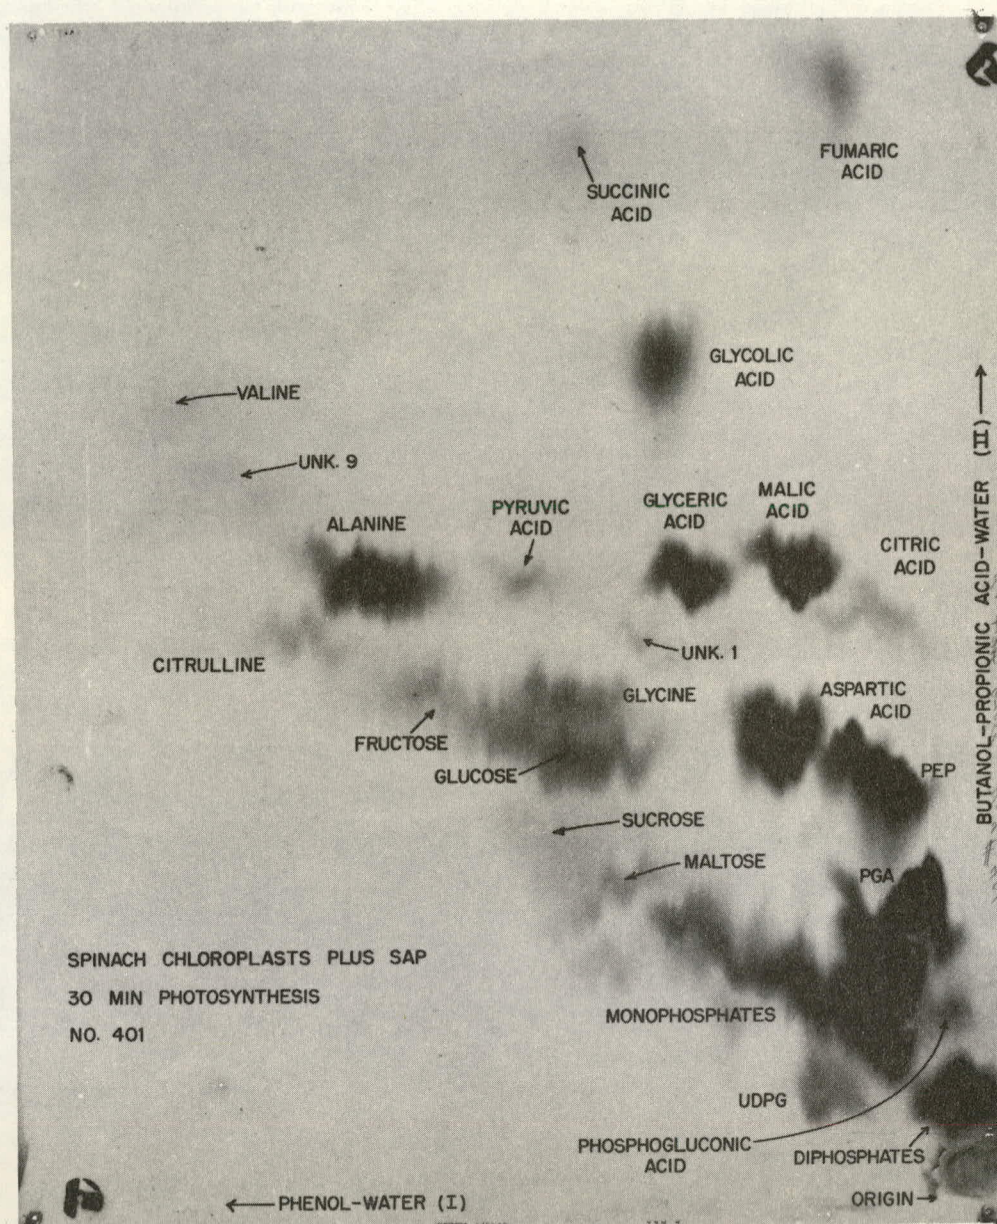 FUMARIC
ACID
SUCCINIC
ACID
GLYCOLIC
ACID
VALINE
UNK. 9
ALANINE
PYRUVIC
ACID
GLYCERIC
ACID
MALIC
ACID
CITRIC
ACID
UNK. 1
CITRULLINE
GLYCINE
ASPARTIC
ACID
FRUCTOSE
GLUCOSE
PEP
SUCROSE
MALTOSE
PGA
BUTANOL-PROPIONIC ACID-WATER (II)
SPINACH CHLOROPLASTS PLUS SAP
30 MIN PHOTOSYNTHESIS
NO. 401
MONOPHOSPHATES
UDPG
PHOSPHOGLUCONIC
ACID
DIPHOSPHATES
ORIGIN
PHENOL-WATER (I)